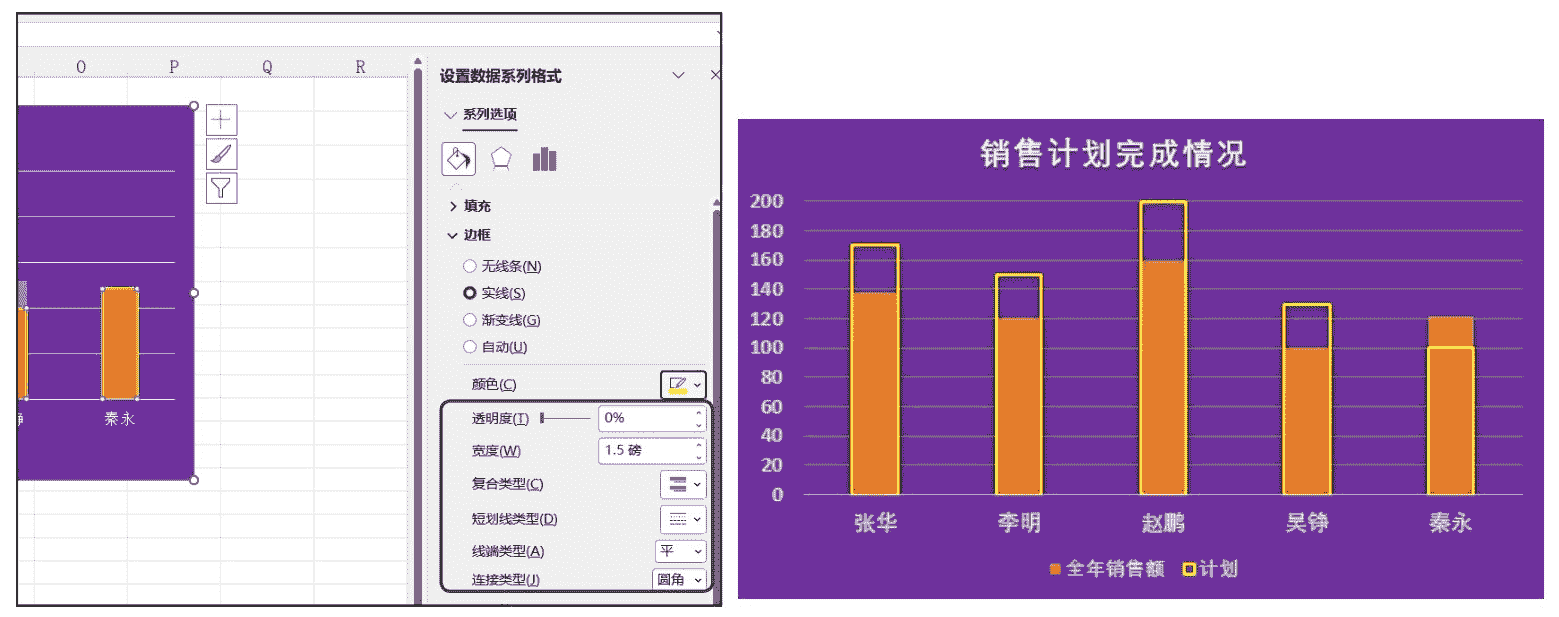 O P Q R
设置数据系列格式
系列选项
填充
边框
无线条(N)
实线(S)
渐变线(G)
自动(U)
颜色(C)
透明度(T) 0%
宽度(W) 1.5 磅
复合类型(C)
短划线类型(D)
线端类型(A) 平
连接类型(J) 圆角
秦永
销售计划完成情况
200
180
160
140
120
100
80
60
40
20
0
张华 李明 赵鹏 吴铮 秦永
全年销售额 计划